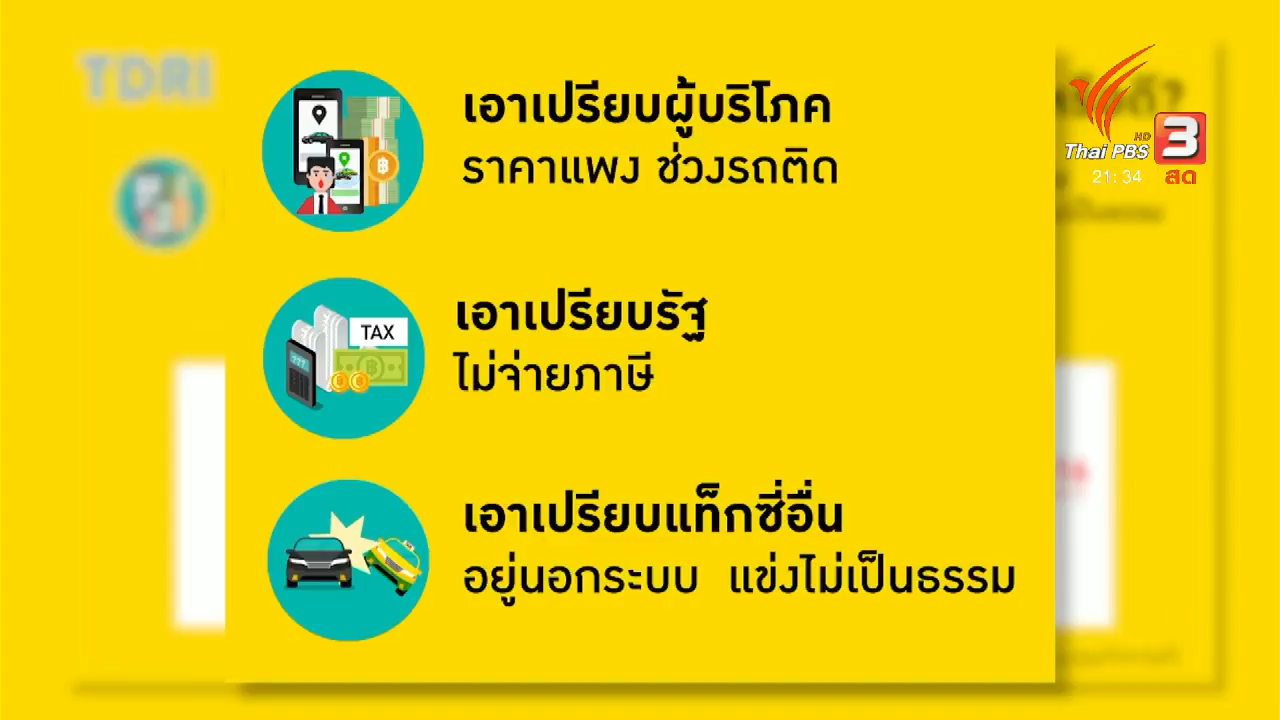 TDRI
เอาเปรียบผู้บริโภค
ราคาแพง ช่วงรถติด
TAX
เอาเปรียบรัฐ
ไม่จ่ายภาษี
เอาเปรียบแท็กซี่อื่น
อยู่นอกระบบ แข่งไม่เป็นธรรม
HD
Thai PBS 3
21:34 สด